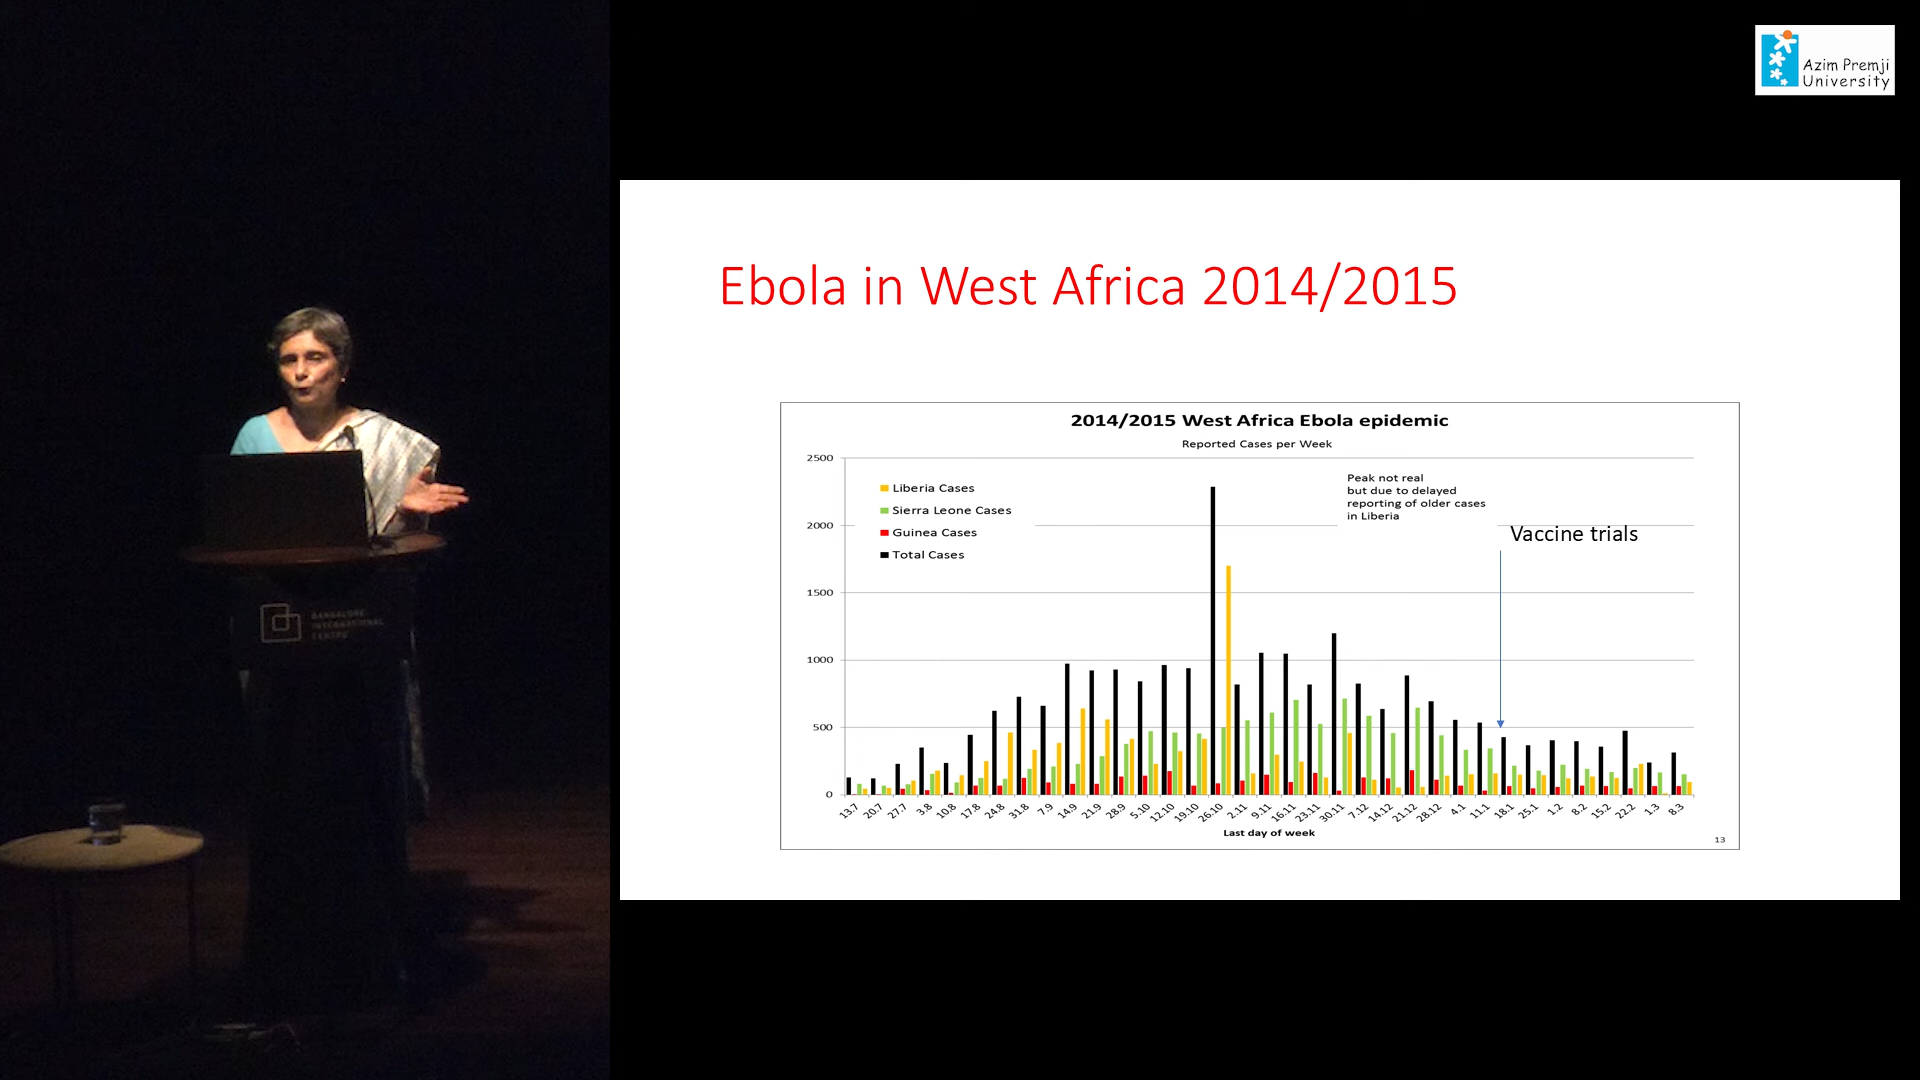 Azim Premji
University
Ebola in West Africa 2014/2015
2014/2015 West Africa Ebola epidemic
Reported Cases per Week
2500
2000
1500
1000
500
0
Liberia Cases
Sierra Leone Cases
Guinea Cases
Total Cases
Peak not real
but due to delayed
reporting of older cases
in Liberia
Vaccine trials
13.7 20.7 27.7 3.8 10.8 17.8 24.8 31.8 7.9 14.9 21.9 28.9 5.10 12.10 19.10 26.10 2.11 9.11 16.11 23.11 30.11 7.12 14.12 21.12 28.12 4.1 11.1 18.1 25.1 1.2 8.2 15.2 22.2 1.3 8.3
Last day of week
13
BANGALORE
INTERNATIONAL
CENTRE